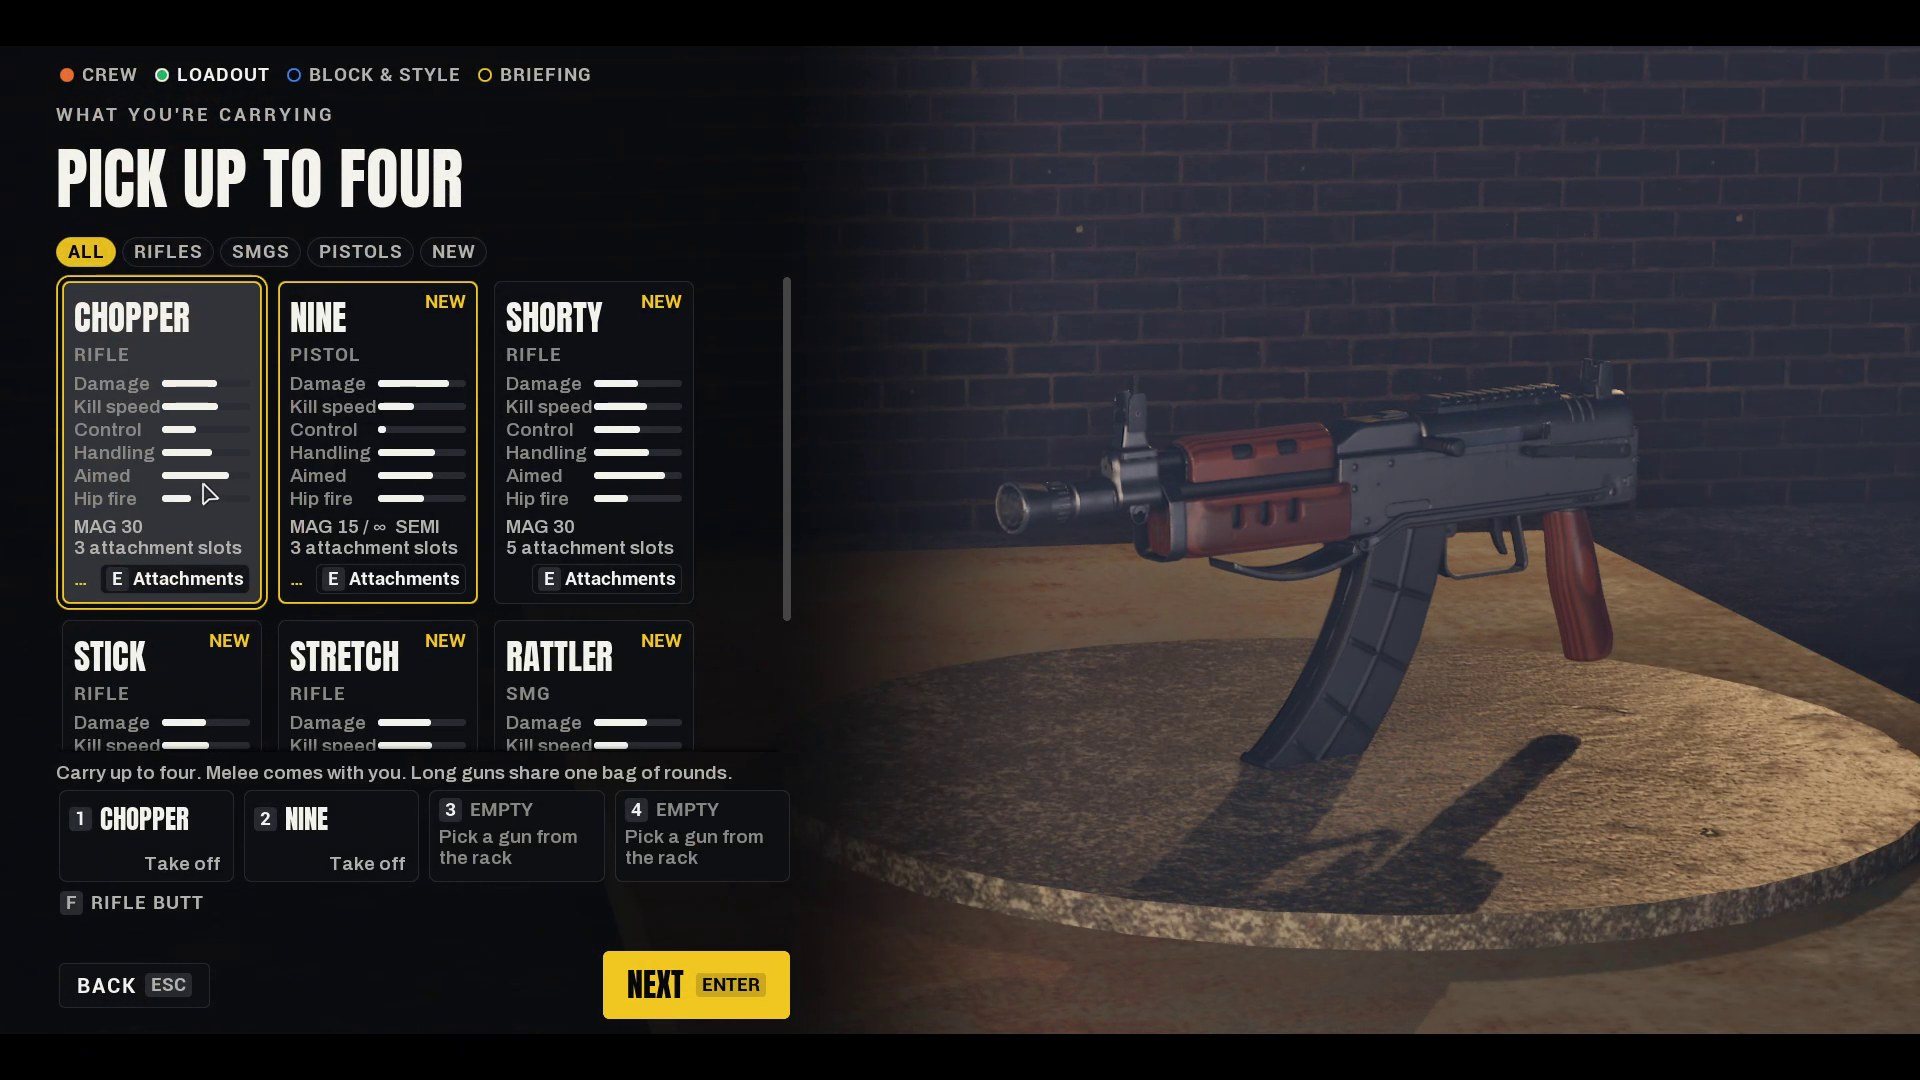 CREW LOADOUT BLOCK & STYLE BRIEFING
WHAT YOU'RE CARRYING
PICK UP TO FOUR
ALL RIFLES SMGS PISTOLS NEW
CHOPPER
RIFLE
Damage
Kill speed
Control
Handling
Aimed
Hip fire
MAG 30
3 attachment slots
... E Attachments
NINE NEW
PISTOL
Damage
Kill speed
Control
Handling
Aimed
Hip fire
MAG 15 / ∞ SEMI
3 attachment slots
... E Attachments
SHORTY NEW
RIFLE
Damage
Kill speed
Control
Handling
Aimed
Hip fire
MAG 30
5 attachment slots
E Attachments
STICK NEW
RIFLE
Damage
Kill speed
STRETCH NEW
RIFLE
Damage
Kill speed
RATTLER NEW
SMG
Damage
Kill speed
Carry up to four. Melee comes with you. Long guns share one bag of rounds.
1 CHOPPER
Take off
2 NINE
Take off
3 EMPTY
Pick a gun from
the rack
4 EMPTY
Pick a gun from
the rack
F RIFLE BUTT
BACK ESC
NEXT ENTER